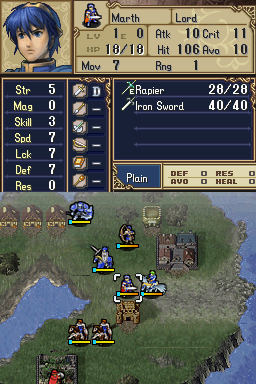 Marth Lord
LV 1 E 0 Atk 10 Crit 11
HP 18/18 Hit 106 Avo 10
Mov 7 Rng 1
Str 5 D Rapier 28/28
Mag 0 — Iron Sword 40/40
Skill 3 —
Spd 7 —
Lck 7 —
Def 7 —
Res 0
Plain DEF 0 RES 0
AVO 0 HEAL 0